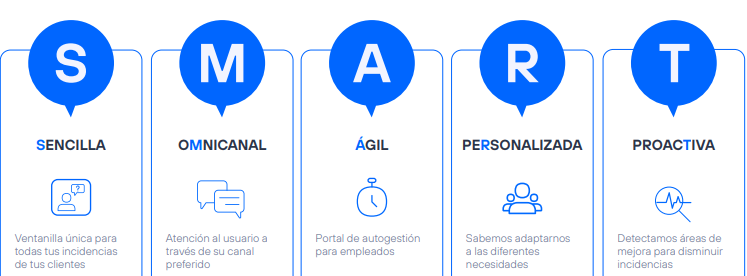 S
SENCILLA
?
Ventanilla única para
todas tus incidencias
de tus clientes
M
OMNICANAL
Atención al usuario a
través de su canal
preferido
A
ÁGIL
Portal de autogestión
para empleados
R
PERSONALIZADA
Sabemos adaptarnos
a las diferentes
necesidades
T
PROACTIVA
Detectamos áreas de
mejora para disminuir
incidencias